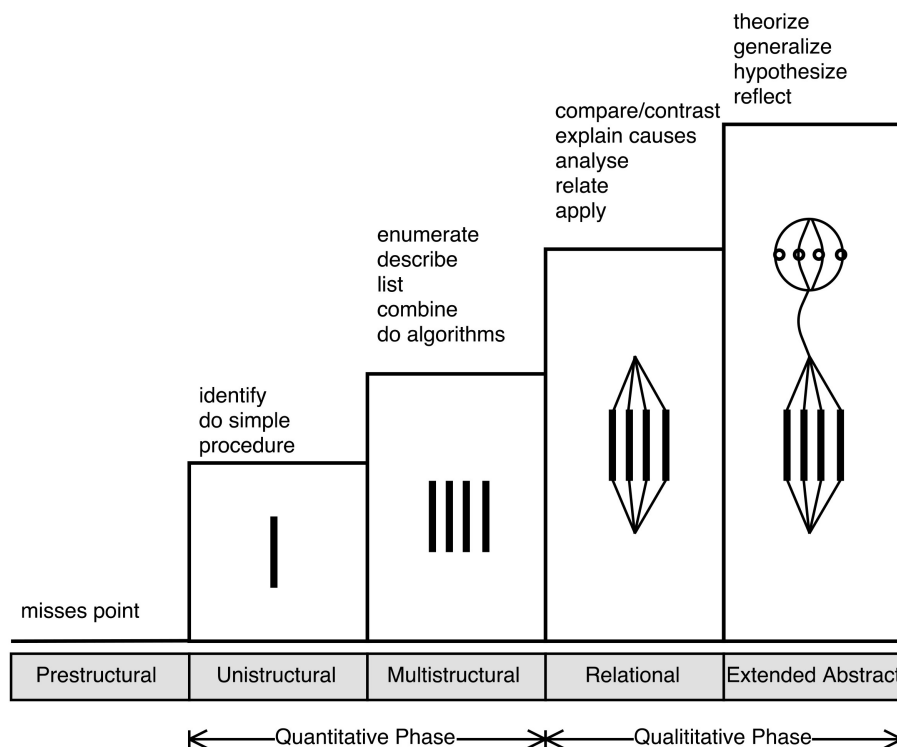 theorize
generalize
hypothesize
reflect
compare/contrast
explain causes
analyse
relate
apply
enumerate
describe
list
combine
do algorithms
identify
do simple
procedure
misses point
Prestructural
Unistructural
Multistructural
Relational
Extended Abstract
Quantitative Phase
Qualititative Phase